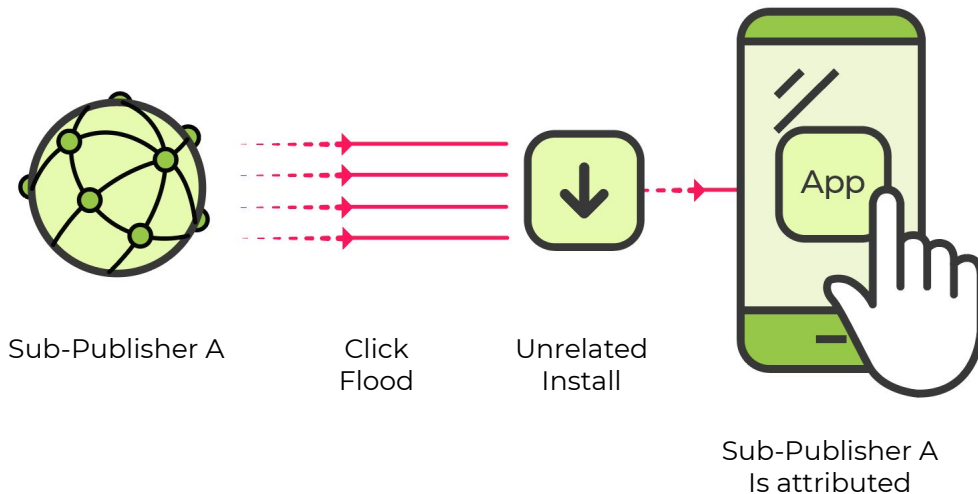 App
Sub-Publisher A
Click
Flood
Unrelated
Install
Sub-Publisher A
Is attributed